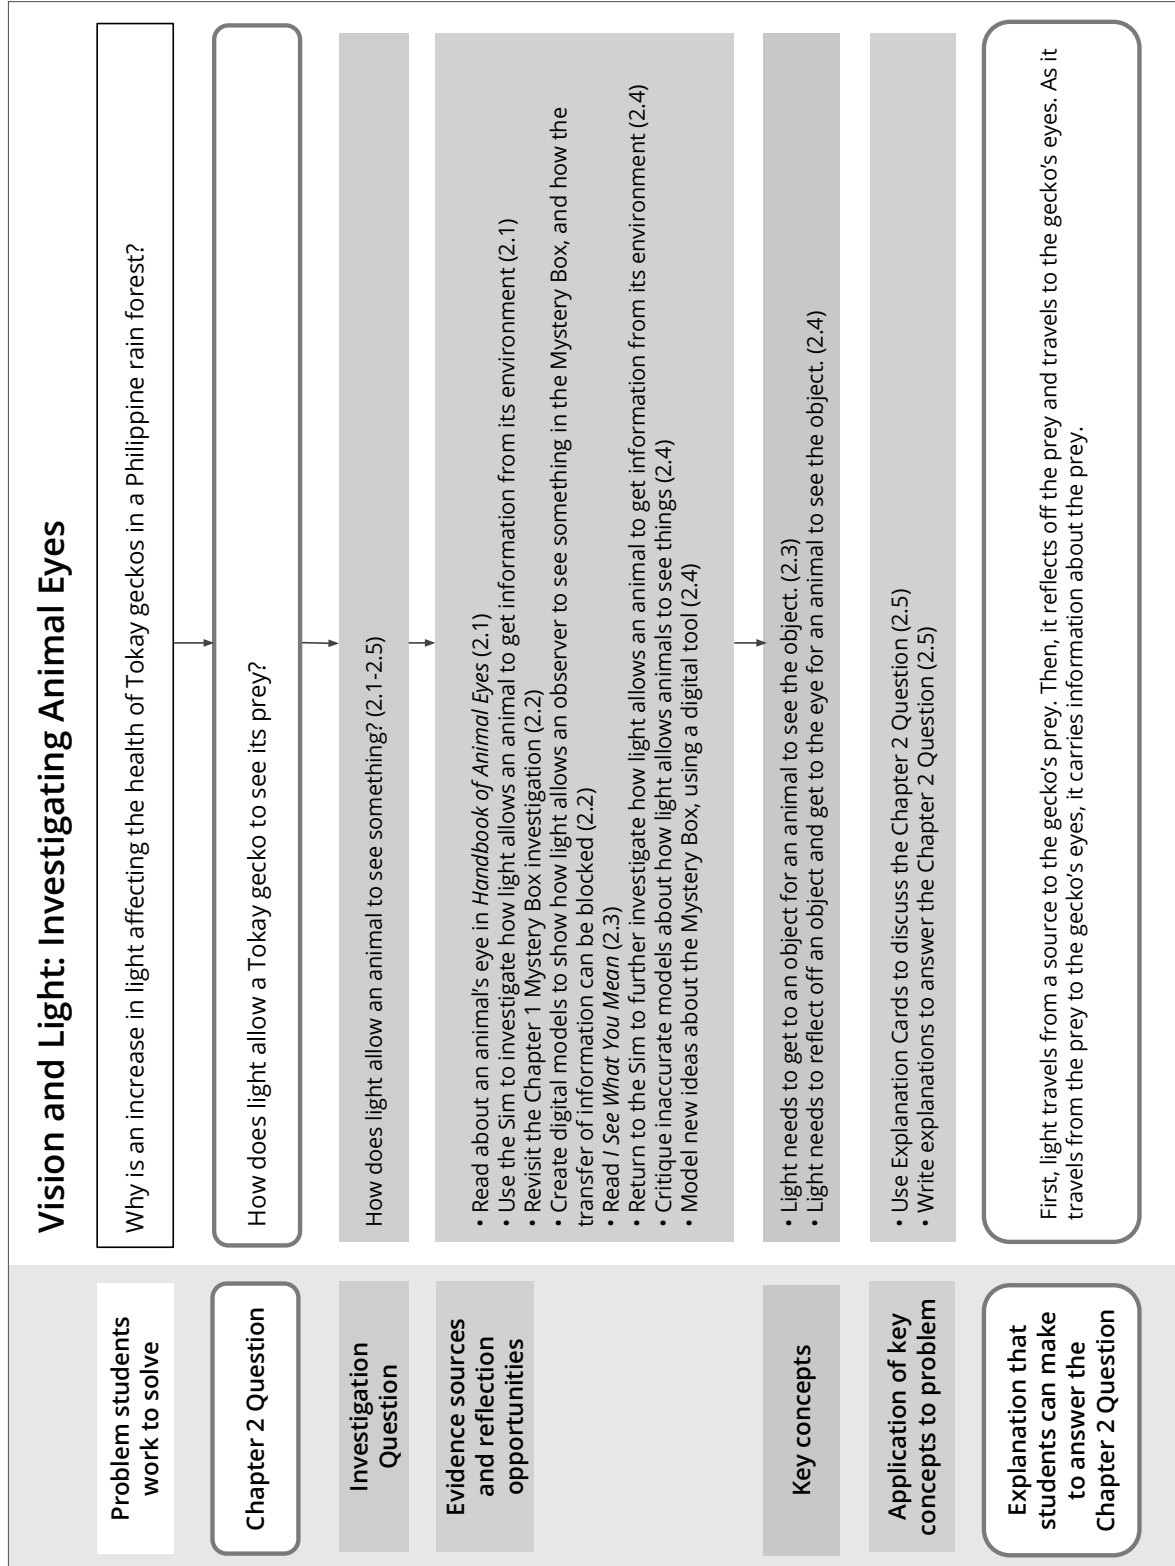 Vision and Light: Investigating Animal Eyes
Problem students
work to solve
Why is an increase in light affecting the health of Tokay geckos in a Philippine rain forest?
Chapter 2 Question
How does light allow a Tokay gecko to see its prey?
Investigation
Question
How does light allow an animal to see something? (2.1-2.5)
Evidence sources
and reflection
opportunities
• Read about an animal's eye in Handbook of Animal Eyes (2.1)
• Use the Sim to investigate how light allows an animal to get information from its environment (2.1)
• Revisit the Chapter 1 Mystery Box investigation (2.2)
• Create digital models to show how light allows an observer to see something in the Mystery Box, and how the
transfer of information can be blocked (2.2)
• Read I See What You Mean (2.3)
• Return to the Sim to further investigate how light allows an animal to get information from its environment (2.4)
• Critique inaccurate models about how light allows animals to see things (2.4)
• Model new ideas about the Mystery Box, using a digital tool (2.4)
Key concepts
• Light needs to get to an object for an animal to see the object. (2.3)
• Light needs to reflect off an object and get to the eye for an animal to see the object. (2.4)
Application of key
concepts to problem
• Use Explanation Cards to discuss the Chapter 2 Question (2.5)
• Write explanations to answer the Chapter 2 Question (2.5)
Explanation that
students can make
to answer the
Chapter 2 Question
First, light travels from a source to the gecko's prey. Then, it reflects off the prey and travels to the gecko's eyes. As it
travels from the prey to the gecko's eyes, it carries information about the prey.